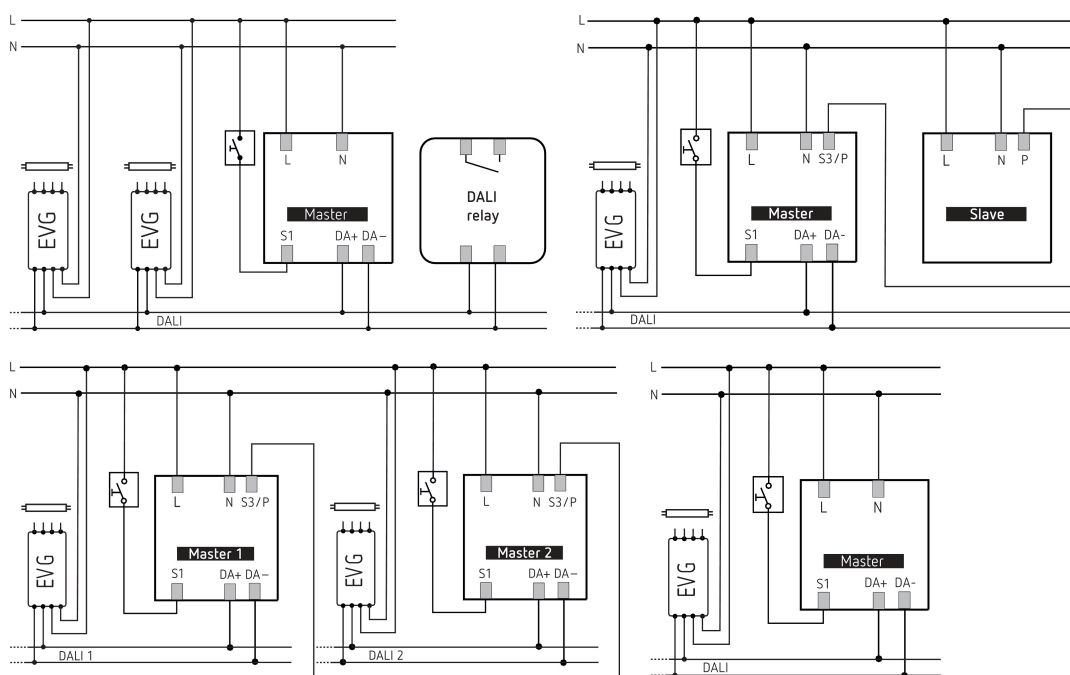 L
N
L N
EVG EVG
Master
S1 DA+ DA−
DALI
relay
DALI
L
N
L N S3/P
EVG
Master
S1 DA+ DA-
L N P
Slave
DALI
L
N
L N S3/P
EVG
Master 1
S1 DA+ DA−
DALI 1
L N S3/P
EVG
Master 2
S1 DA+ DA−
DALI 2
L
N
L N
EVG
Master
S1 DA+ DA-
DALI